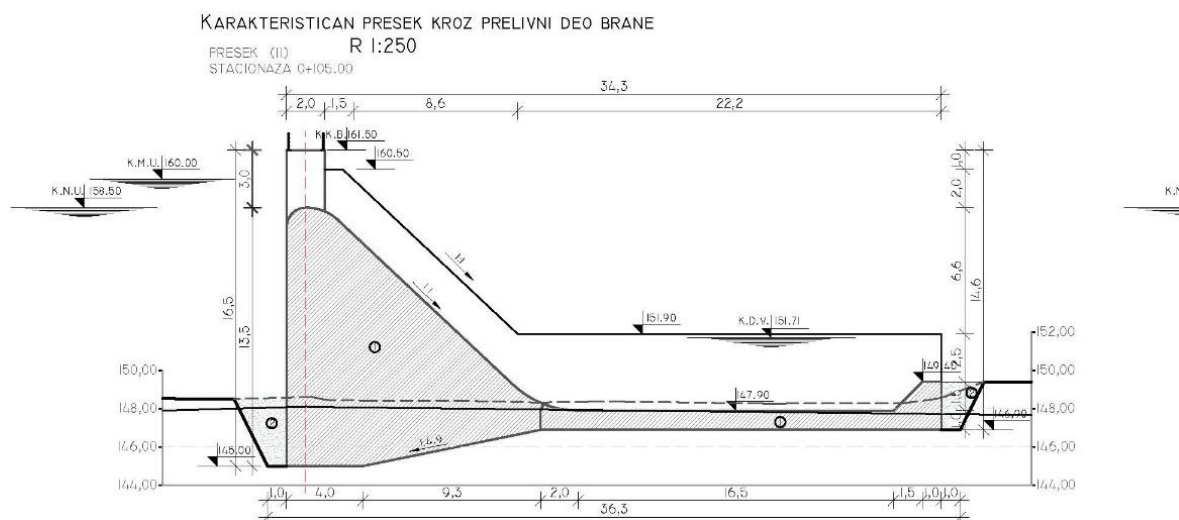 KARAKTERISTICAN PRESEK KROZ PRELIVNI DEO BRANE
R 1:250
PRESEK (II)
STACIONAZA 0+105.00
34,3
2,0 1,5 8,6 22,2
K.K.B. 161.50
160.50
K.M.U. 160.00
K.N.U. 158.50
K.N
3,0
1,0
2,0
16,5
13,5
6,6
14,6
1:1
1:1
151.90
K.D.V. 151.71
152,00
150,00
150,00
2,5
149.40
148,00
147.90
148,00
146.90
146,00
146,00
145.00
1:4.9
144,00
144,00
1,0 4,0 9,3 2,0 16,5 1,5 1,0 1,0
36,3